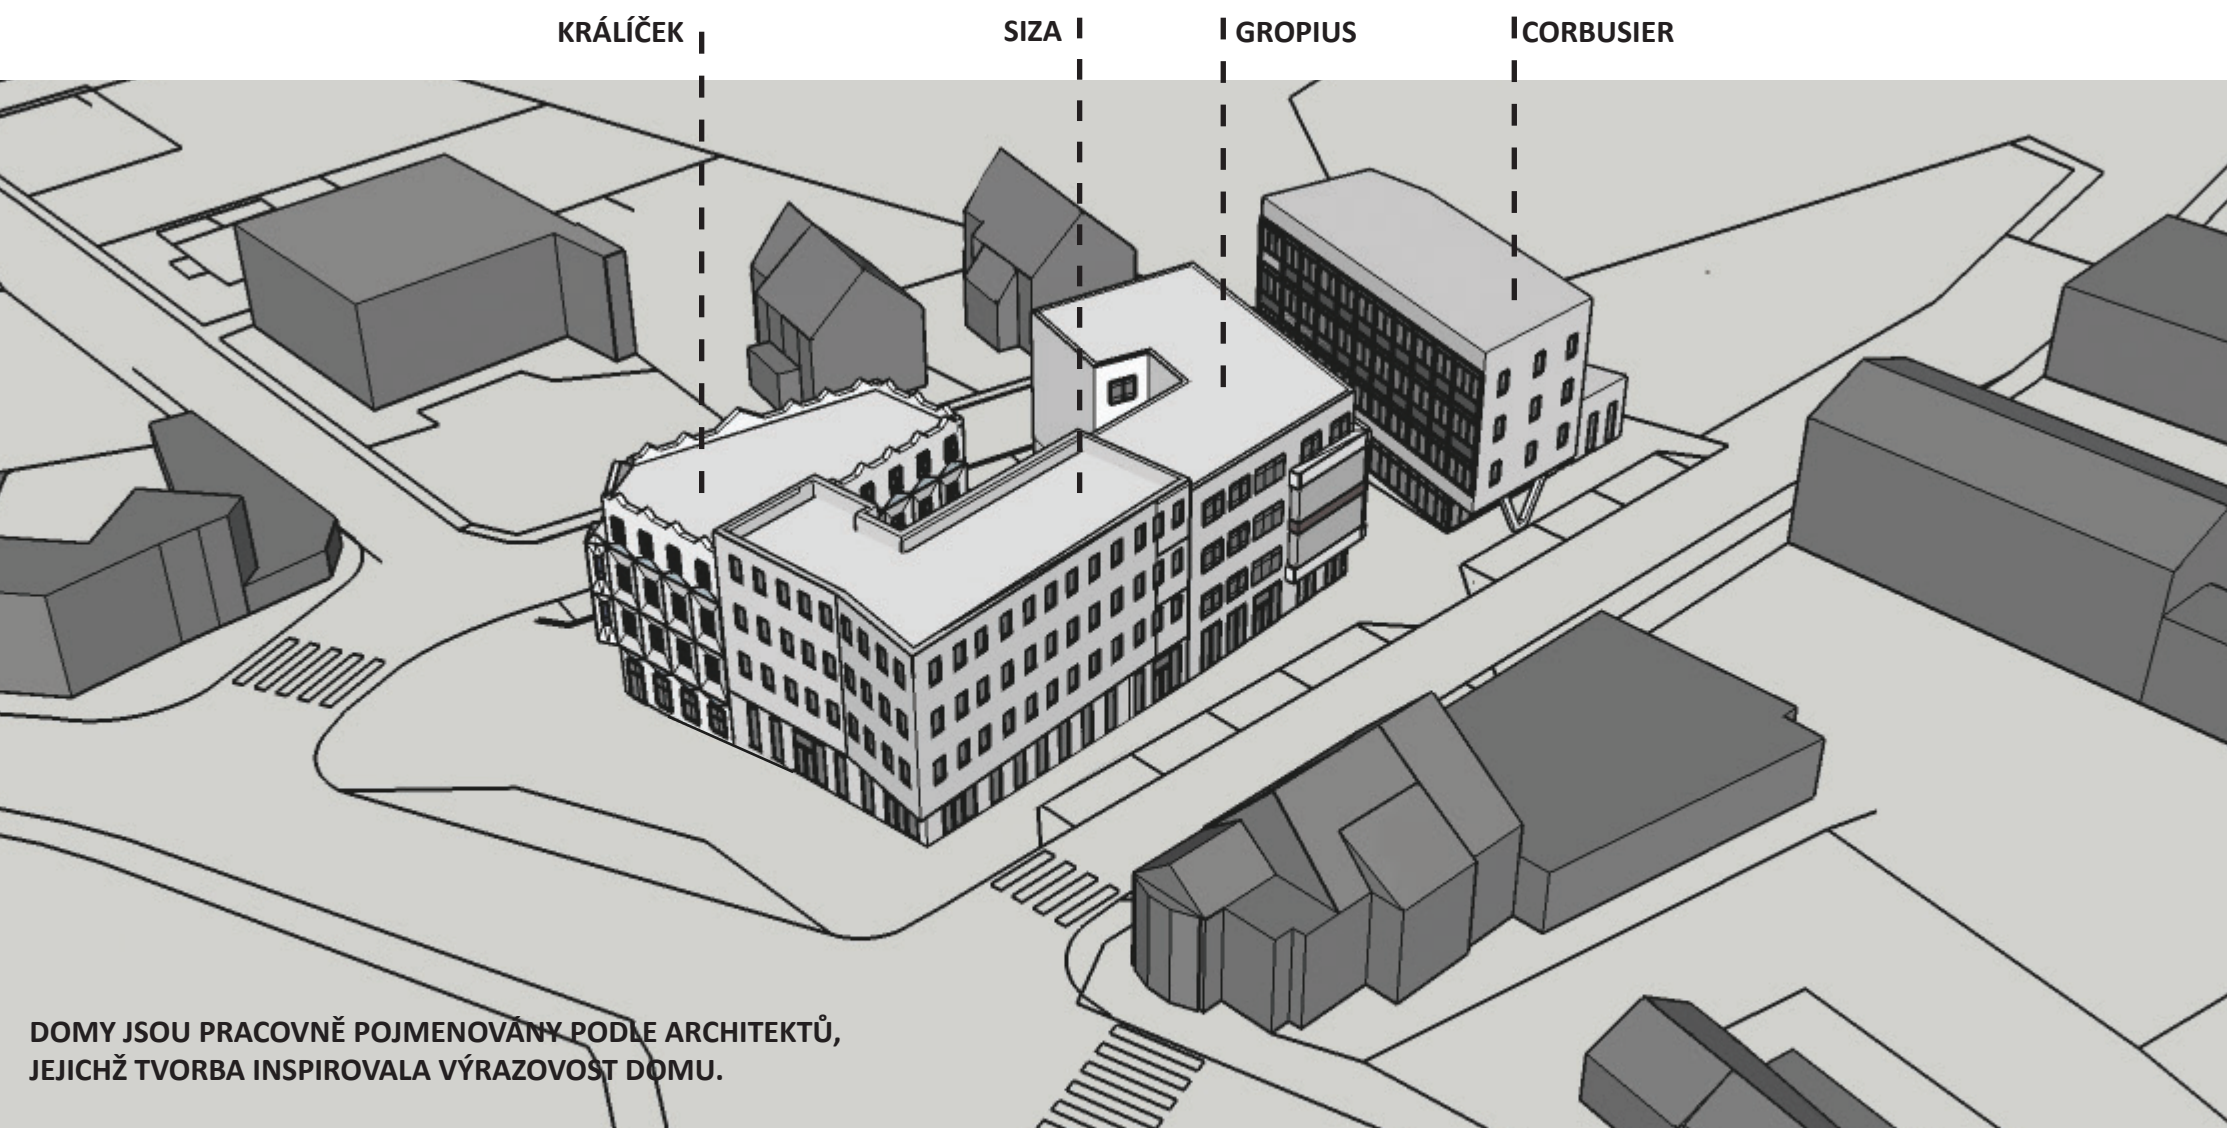 KRÁLÍČEK
SIZA
GROPIUS
CORBUSIER
DOMY JSOU PRACOVNĚ POJMENOVÁNY PODLE ARCHITEKTŮ,
JEJICHŽ TVORBA INSPIROVALA VÝRAZOVOST DOMU.